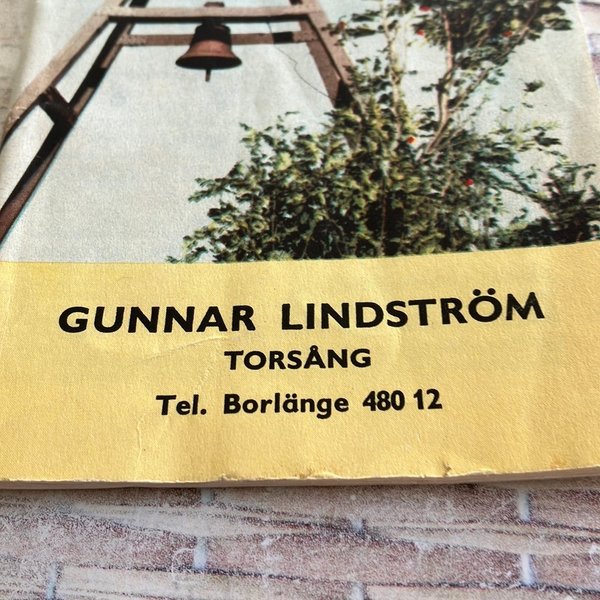 GUNNAR LINDSTRÖM
TORSÅNG
Tel. Borlänge 480 12